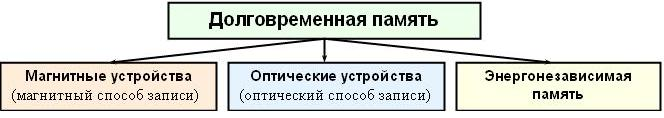 Долговременная память
Магнитные устройства
(магнитный способ записи)
Оптические устройства
(оптический способ записи)
Энергонезависимая
память